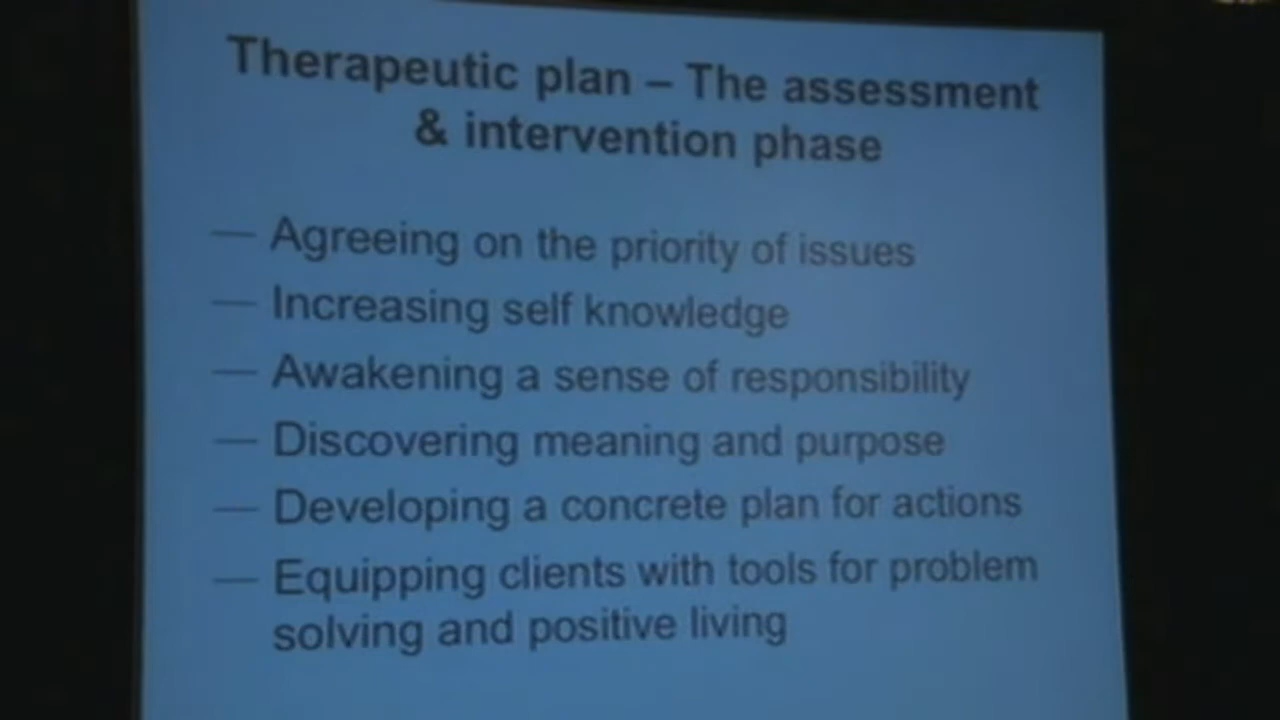 Therapeutic plan – The assessment
& intervention phase
— Agreeing on the priority of issues
— Increasing self knowledge
— Awakening a sense of responsibility
— Discovering meaning and purpose
— Developing a concrete plan for actions
— Equipping clients with tools for problem
solving and positive living